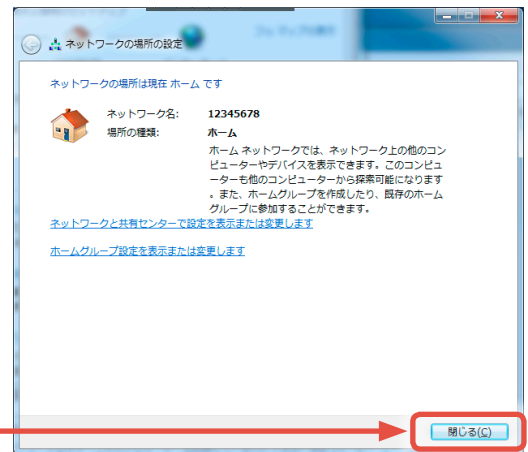 ネットワークの場所の設定
ネットワークの場所は現在 ホーム です
ネットワーク名: 12345678
場所の種類: ホーム
ホーム ネットワークでは、ネットワーク上の他のコン
ピューターやデバイスを表示できます。このコンピュ
ーターも他のコンピューターから探索可能になります
。また、ホームグループを作成したり、既存のホーム
グループに参加することができます。
ネットワークと共有センターで設定を表示または変更します
ホームグループ設定を表示または変更します
閉じる(C)